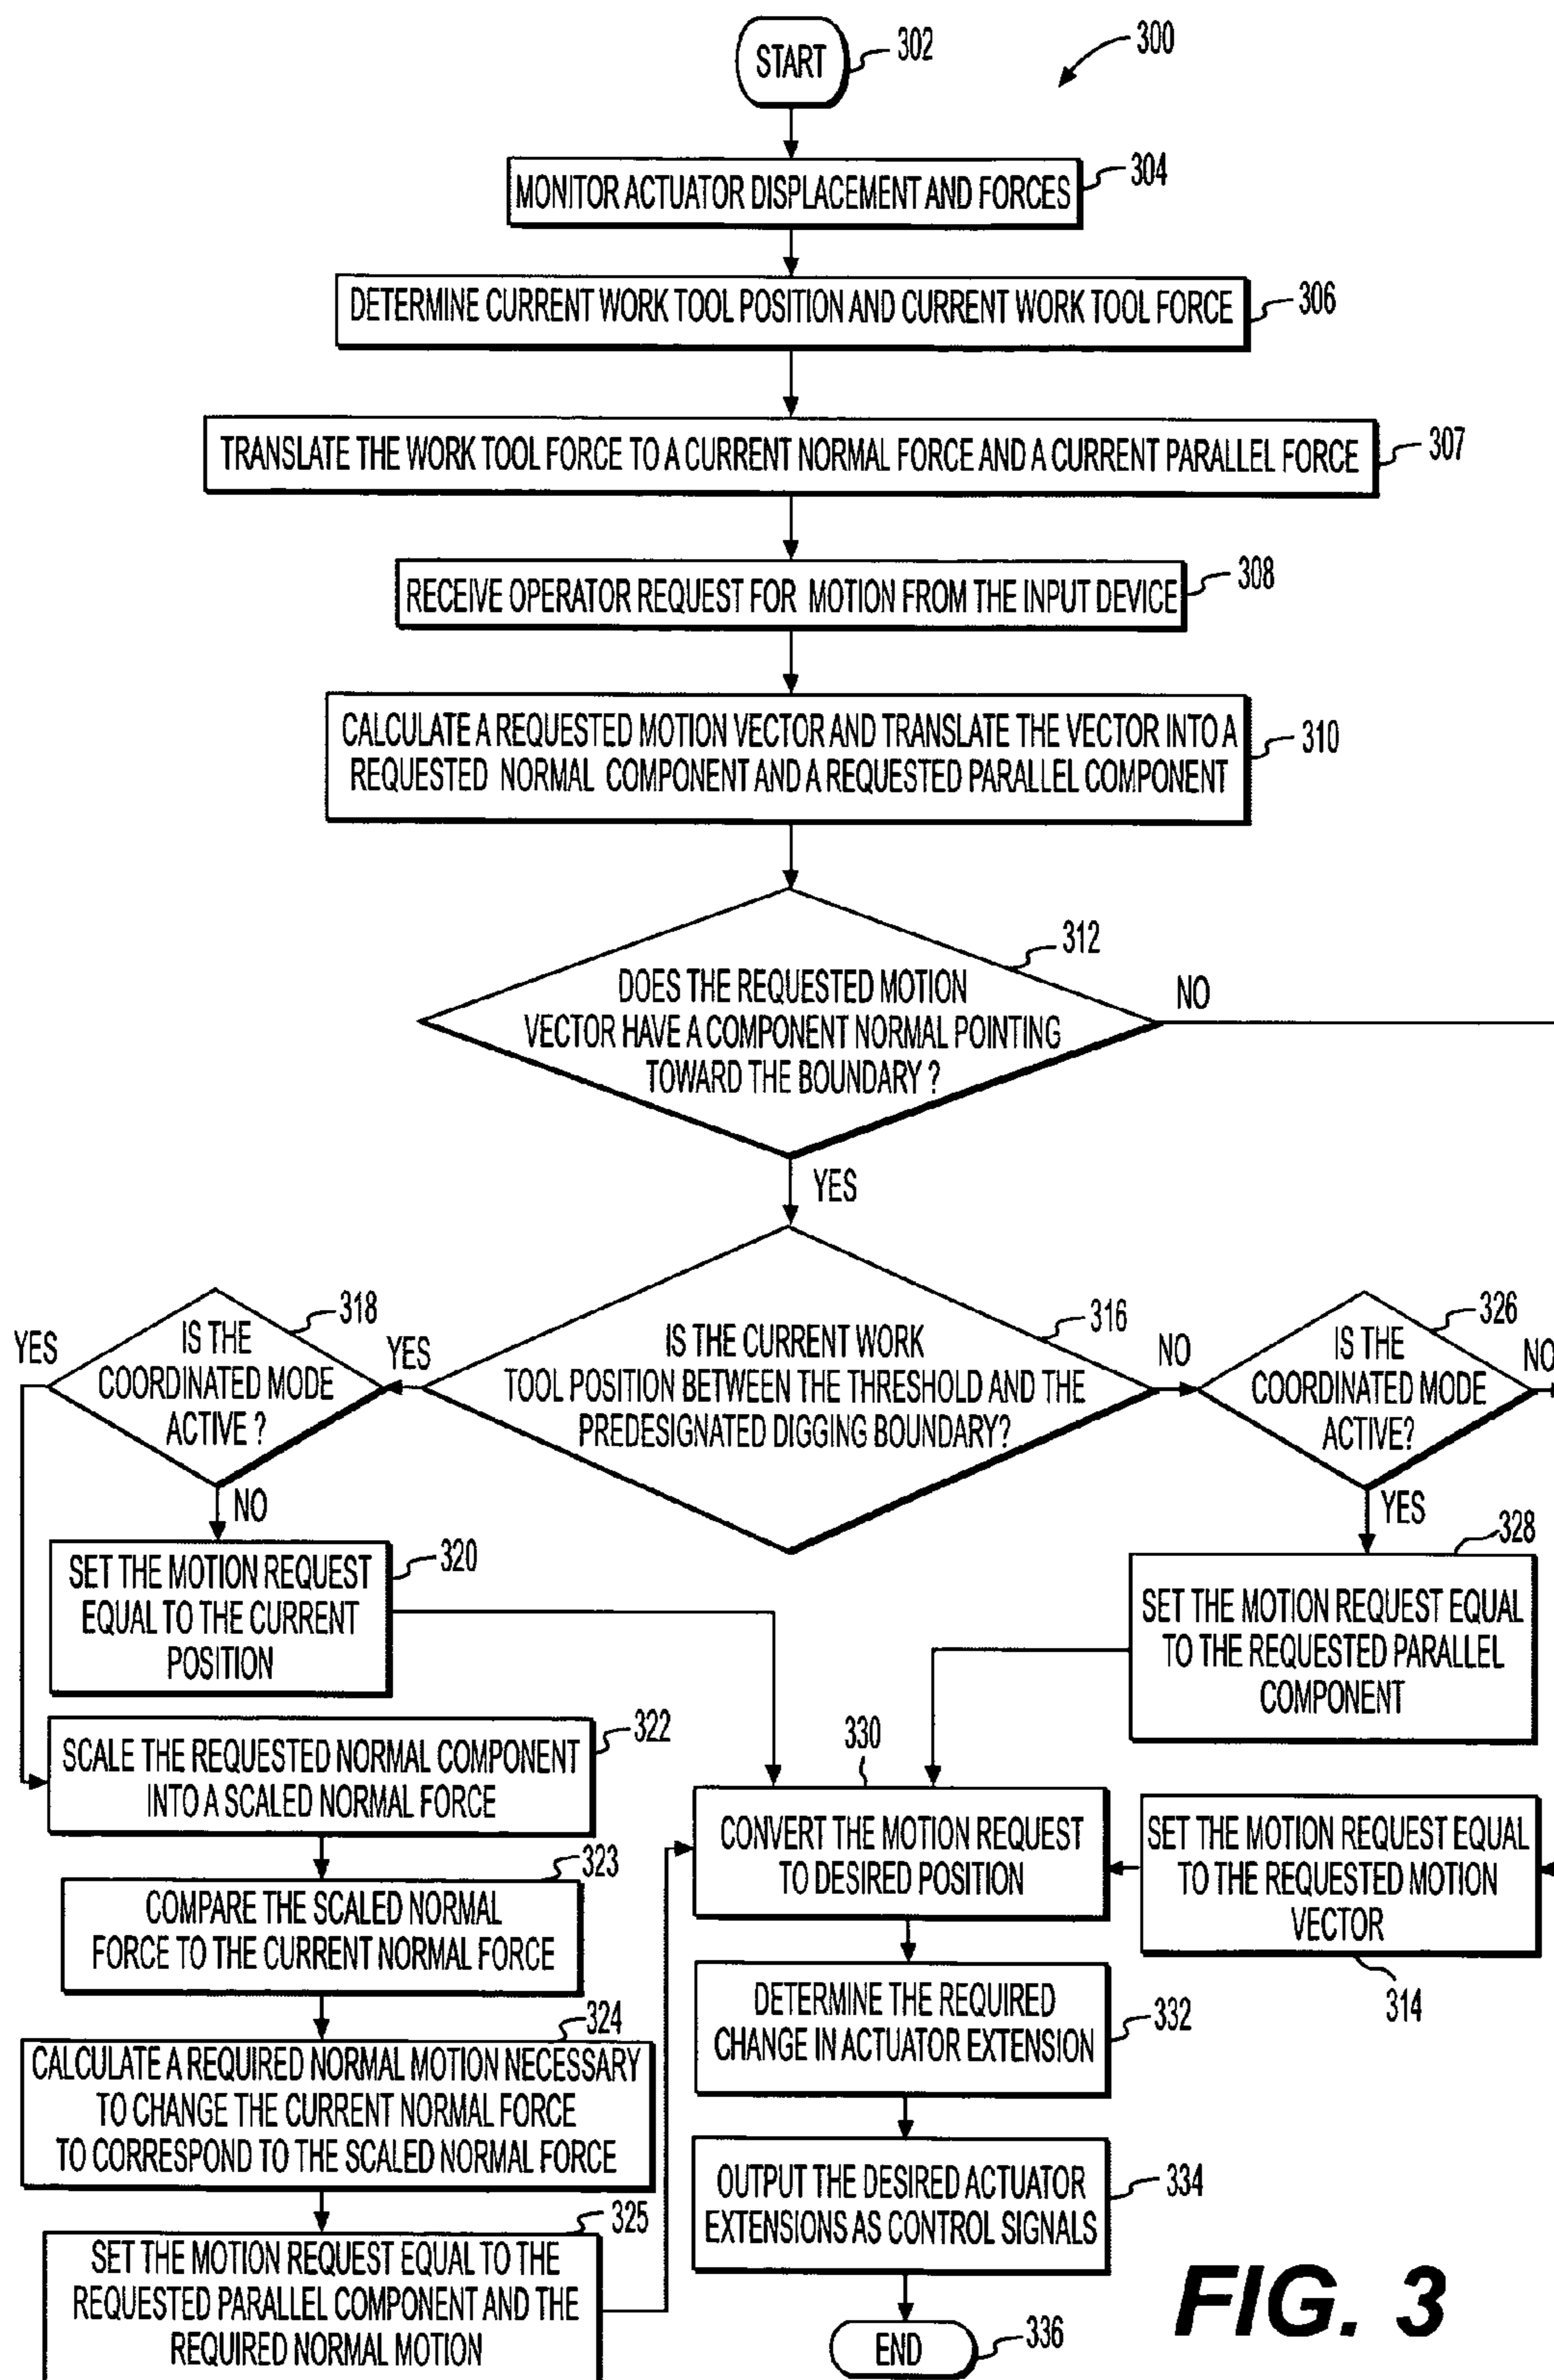 START
302
300
MONITOR ACTUATOR DISPLACEMENT AND FORCES
304
DETERMINE CURRENT WORK TOOL POSITION AND CURRENT WORK TOOL FORCE
306
TRANSLATE THE WORK TOOL FORCE TO A CURRENT NORMAL FORCE AND A CURRENT PARALLEL FORCE
307
RECEIVE OPERATOR REQUEST FOR MOTION FROM THE INPUT DEVICE
308
CALCULATE A REQUESTED MOTION VECTOR AND TRANSLATE THE VECTOR INTO A
REQUESTED NORMAL COMPONENT AND A REQUESTED PARALLEL COMPONENT
310
DOES THE REQUESTED MOTION
VECTOR HAVE A COMPONENT NORMAL POINTING
TOWARD THE BOUNDARY ?
312
NO
YES
IS THE CURRENT WORK
TOOL POSITION BETWEEN THE THRESHOLD AND THE
PREDESIGNATED DIGGING BOUNDARY?
316
YES
NO
IS THE
COORDINATED MODE
ACTIVE ?
318
YES
NO
IS THE
COORDINATED MODE
ACTIVE?
326
NO
YES
SET THE MOTION REQUEST
EQUAL TO THE CURRENT
POSITION
320
SET THE MOTION REQUEST EQUAL
TO THE REQUESTED PARALLEL
COMPONENT
328
SCALE THE REQUESTED NORMAL COMPONENT
INTO A SCALED NORMAL FORCE
322
COMPARE THE SCALED NORMAL
FORCE TO THE CURRENT NORMAL FORCE
323
CALCULATE A REQUIRED NORMAL MOTION NECESSARY
TO CHANGE THE CURRENT NORMAL FORCE
TO CORRESPOND TO THE SCALED NORMAL FORCE
324
SET THE MOTION REQUEST EQUAL TO THE
REQUESTED PARALLEL COMPONENT AND THE
REQUIRED NORMAL MOTION
325
330
CONVERT THE MOTION REQUEST
TO DESIRED POSITION
SET THE MOTION REQUEST EQUAL
TO THE REQUESTED MOTION
VECTOR
314
DETERMINE THE REQUIRED
CHANGE IN ACTUATOR EXTENSION
332
OUTPUT THE DESIRED ACTUATOR
EXTENSIONS AS CONTROL SIGNALS
334
END
336
FIG. 3